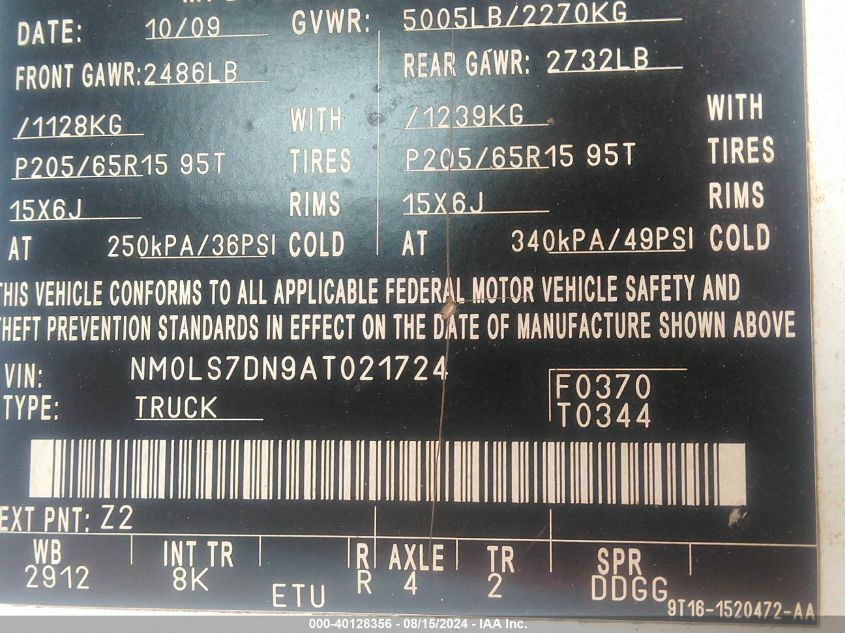 DATE: 10/09 GVWR: 5005LB/2270KG
FRONT GAWR: 2486LB REAR GAWR: 2732LB
/1128KG WITH /1239KG WITH
P205/65R15 95T TIRES P205/65R15 95T TIRES
15X6J RIMS 15X6J RIMS
AT 250kPA/36PSI COLD AT 340kPA/49PSI COLD
THIS VEHICLE CONFORMS TO ALL APPLICABLE FEDERAL MOTOR VEHICLE SAFETY AND
THEFT PREVENTION STANDARDS IN EFFECT ON THE DATE OF MANUFACTURE SHOWN ABOVE
VIN: NM0LS7DN9AT021724
F0370
TYPE: TRUCK T0344
EXT PNT: Z2
WB INT TR R AXLE TR SPR
2912 8K ETU R 4 2 DDGG
9T16-1520472-AA
000-40128356 - 08/15/2024 - IAA Inc.